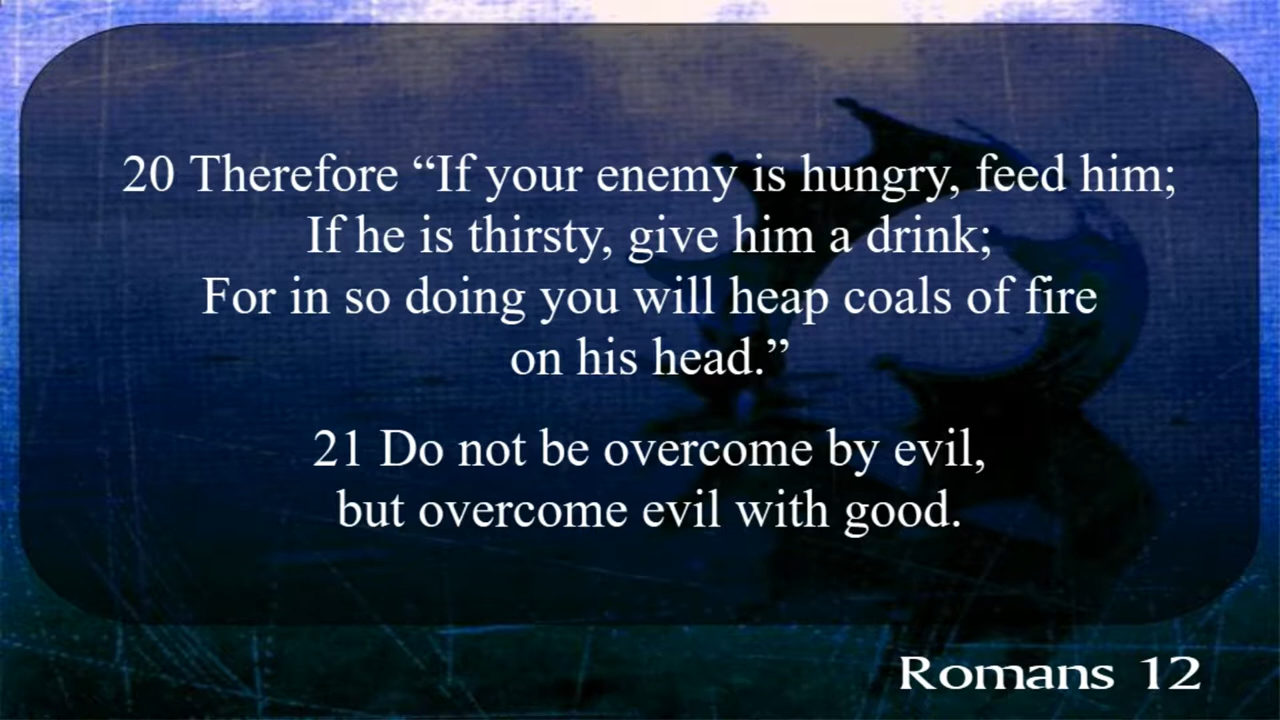 20 Therefore “If your enemy is hungry, feed him;
If he is thirsty, give him a drink;
For in so doing you will heap coals of fire
on his head.”
21 Do not be overcome by evil,
but overcome evil with good.
Romans 12